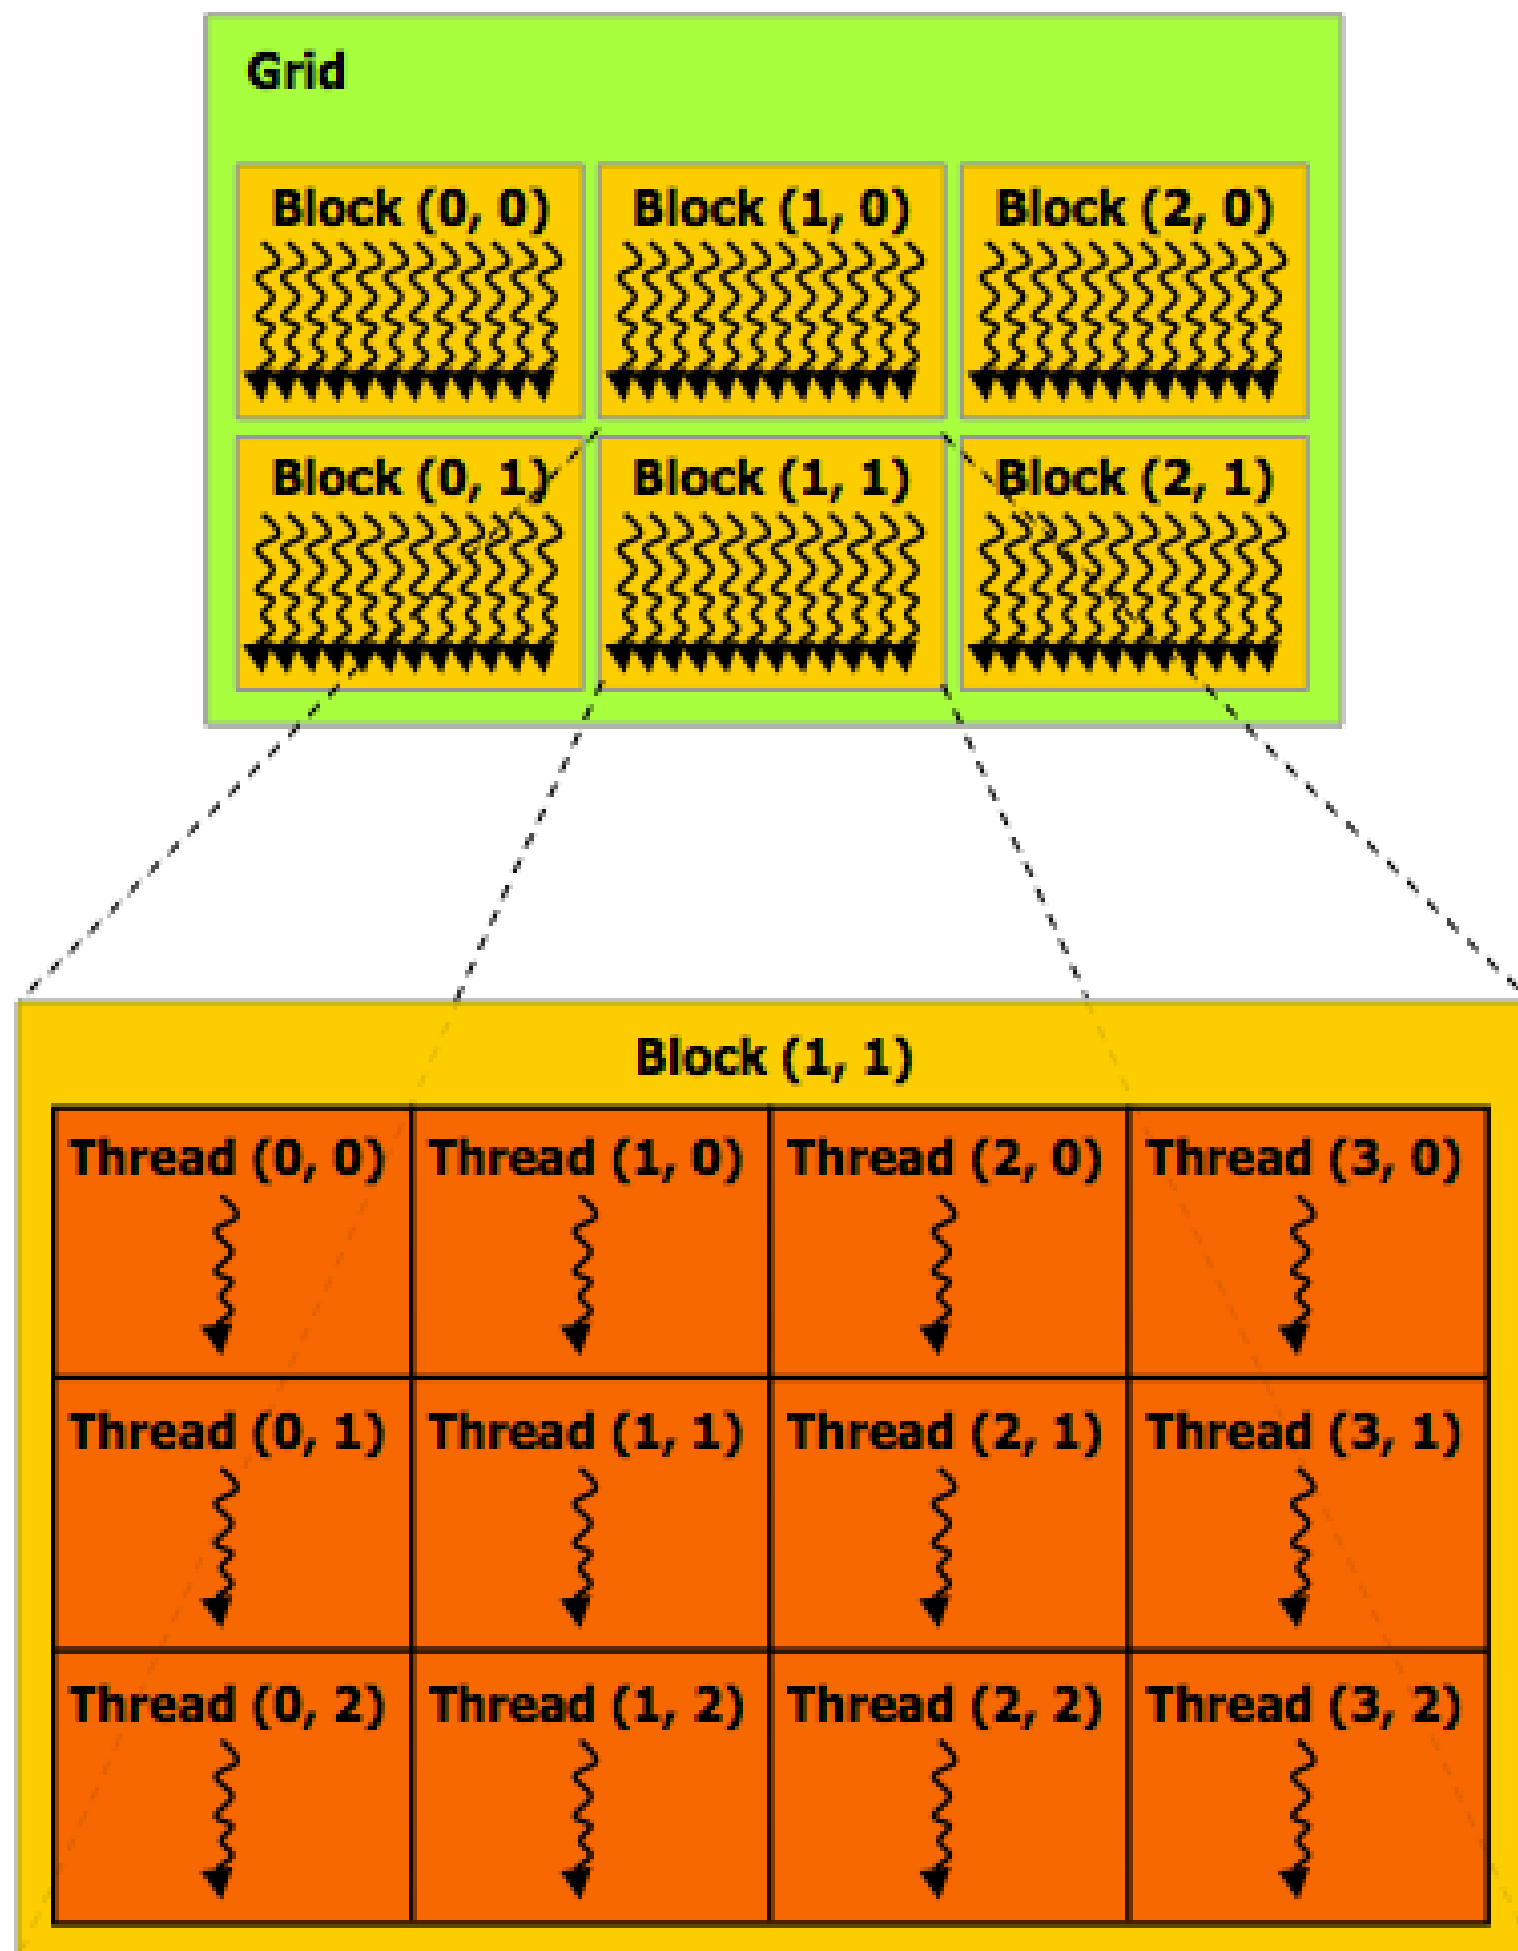 Grid
Block (0, 0) Block (1, 0) Block (2, 0)
Block (0, 1) Block (1, 1) Block (2, 1)
Block (1, 1)
Thread (0, 0) Thread (1, 0) Thread (2, 0) Thread (3, 0)
Thread (0, 1) Thread (1, 1) Thread (2, 1) Thread (3, 1)
Thread (0, 2) Thread (1, 2) Thread (2, 2) Thread (3, 2)